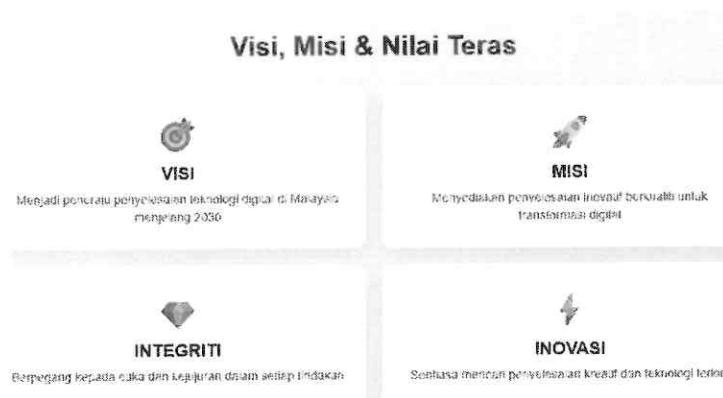 Visi, Misi & Nilai Teras
VISI
Menjadi peneraju penyelesaian teknologi digital di Malaysia
menjelang 2030
MISI
Menyediakan penyelesaian inovatif berkualiti untuk
transformasi digital
INTEGRITI
Berpegang kepada etika dan kejujuran dalam setiap tindakan
INOVASI
Sentiasa mencari penyelesaian kreatif dan teknologi